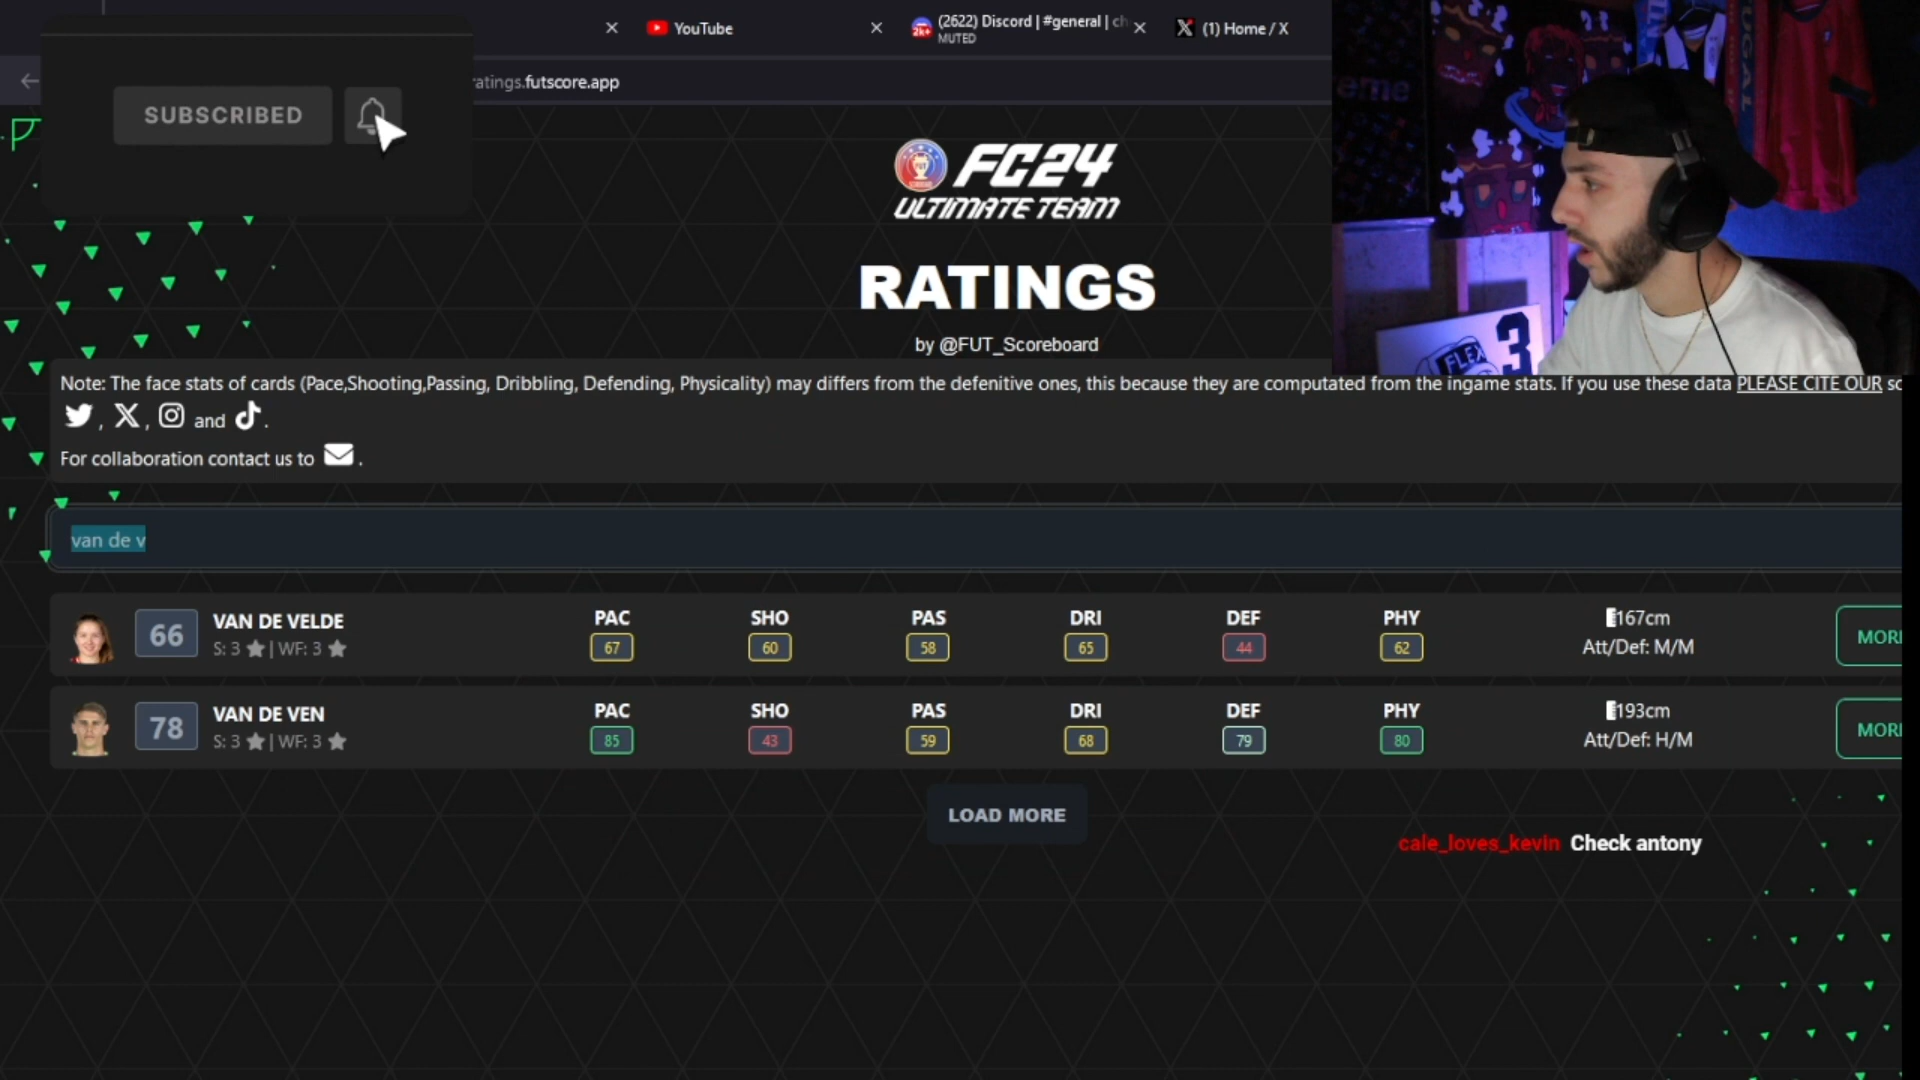 YouTube
(2622) Discord | #general | ch
MUTED
(1) Home / X
ratings.futscore.app
SUBSCRIBED
FC24
ULTIMATE TEAM
RATINGS
by @FUT_Scoreboard
Note: The face stats of cards (Pace,Shooting,Passing, Dribbling, Defending, Physicality) may differs from the defenitive ones, this because they are computated from the ingame stats. If you use these data PLEASE CITE OUR sc
, , and .
For collaboration contact us to .
van de v
66 VAN DE VELDE PAC SHO PAS DRI DEF PHY 167cm
S: 3 ★ | WF: 3 ★ 67 60 58 65 44 62 Att/Def: M/M MORE
78 VAN DE VEN PAC SHO PAS DRI DEF PHY 193cm
S: 3 ★ | WF: 3 ★ 85 43 59 68 79 80 Att/Def: H/M MORE
LOAD MORE
cale_loves_kevin Check antony
FLEX 3